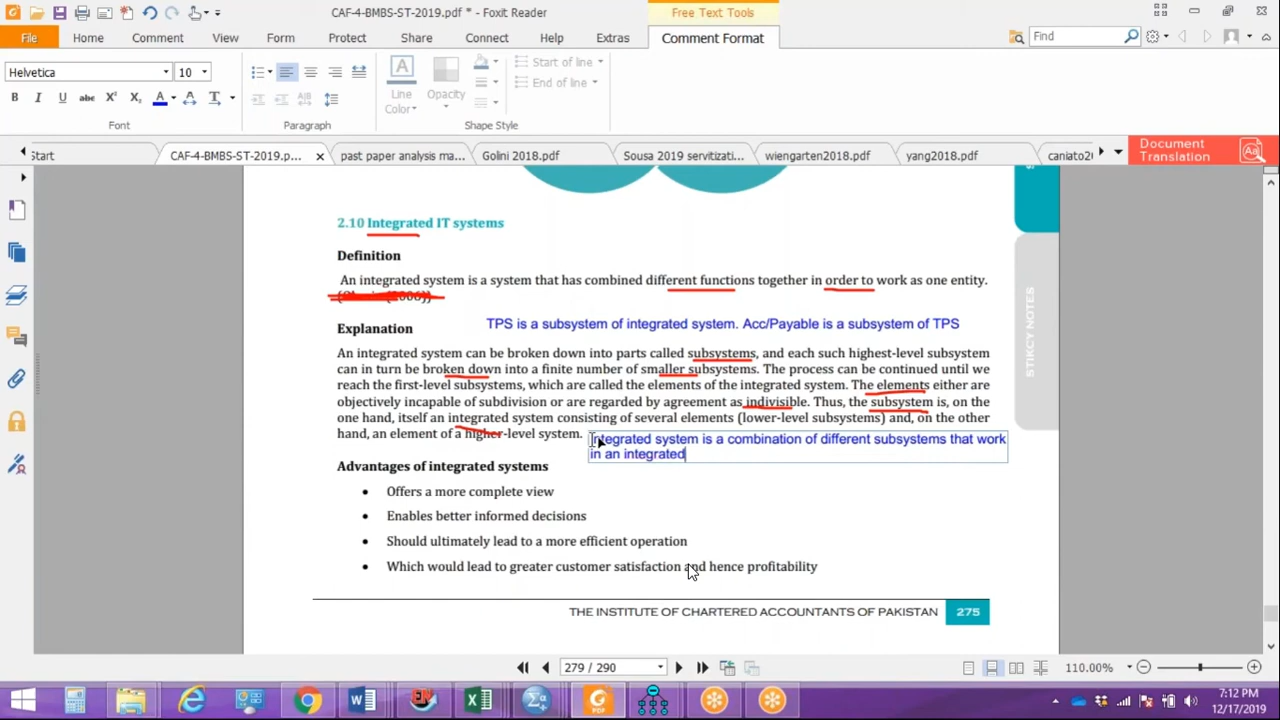 CAF-4-BMBS-ST-2019.pdf * - Foxit Reader
Free Text Tools
File Home Comment View Form Protect Share Connect Help Extras Comment Format
Find
Helvetica 10
Start of line
End of line
Line Color
Opacity
Font Paragraph Shape Style
Start CAF-4-BMBS-ST-2019.p... past paper analysis ma... Golini 2018.pdf Sousa 2019 servitizati... wiengarten2018.pdf yang2018.pdf caniato20
Document Translation
2.10 Integrated IT systems
Definition
An integrated system is a system that has combined different functions together in order to work as one entity.
Explanation
TPS is a subsystem of integrated system. Acc/Payable is a subsystem of TPS
An integrated system can be broken down into parts called subsystems, and each such highest-level subsystem
can in turn be broken down into a finite number of smaller subsystems. The process can be continued until we
reach the first-level subsystems, which are called the elements of the integrated system. The elements either are
objectively incapable of subdivision or are regarded by agreement as indivisible. Thus, the subsystem is, on the
one hand, itself an integrated system consisting of several elements (lower-level subsystems) and, on the other
hand, an element of a higher-level system.
Integrated system is a combination of different subsystems that work
in an integrated
Advantages of integrated systems
• Offers a more complete view
• Enables better informed decisions
• Should ultimately lead to a more efficient operation
• Which would lead to greater customer satisfaction and hence profitability
THE INSTITUTE OF CHARTERED ACCOUNTANTS OF PAKISTAN 275
STIKCY NOTES
279 / 290
110.00%
7:12 PM
12/17/2019